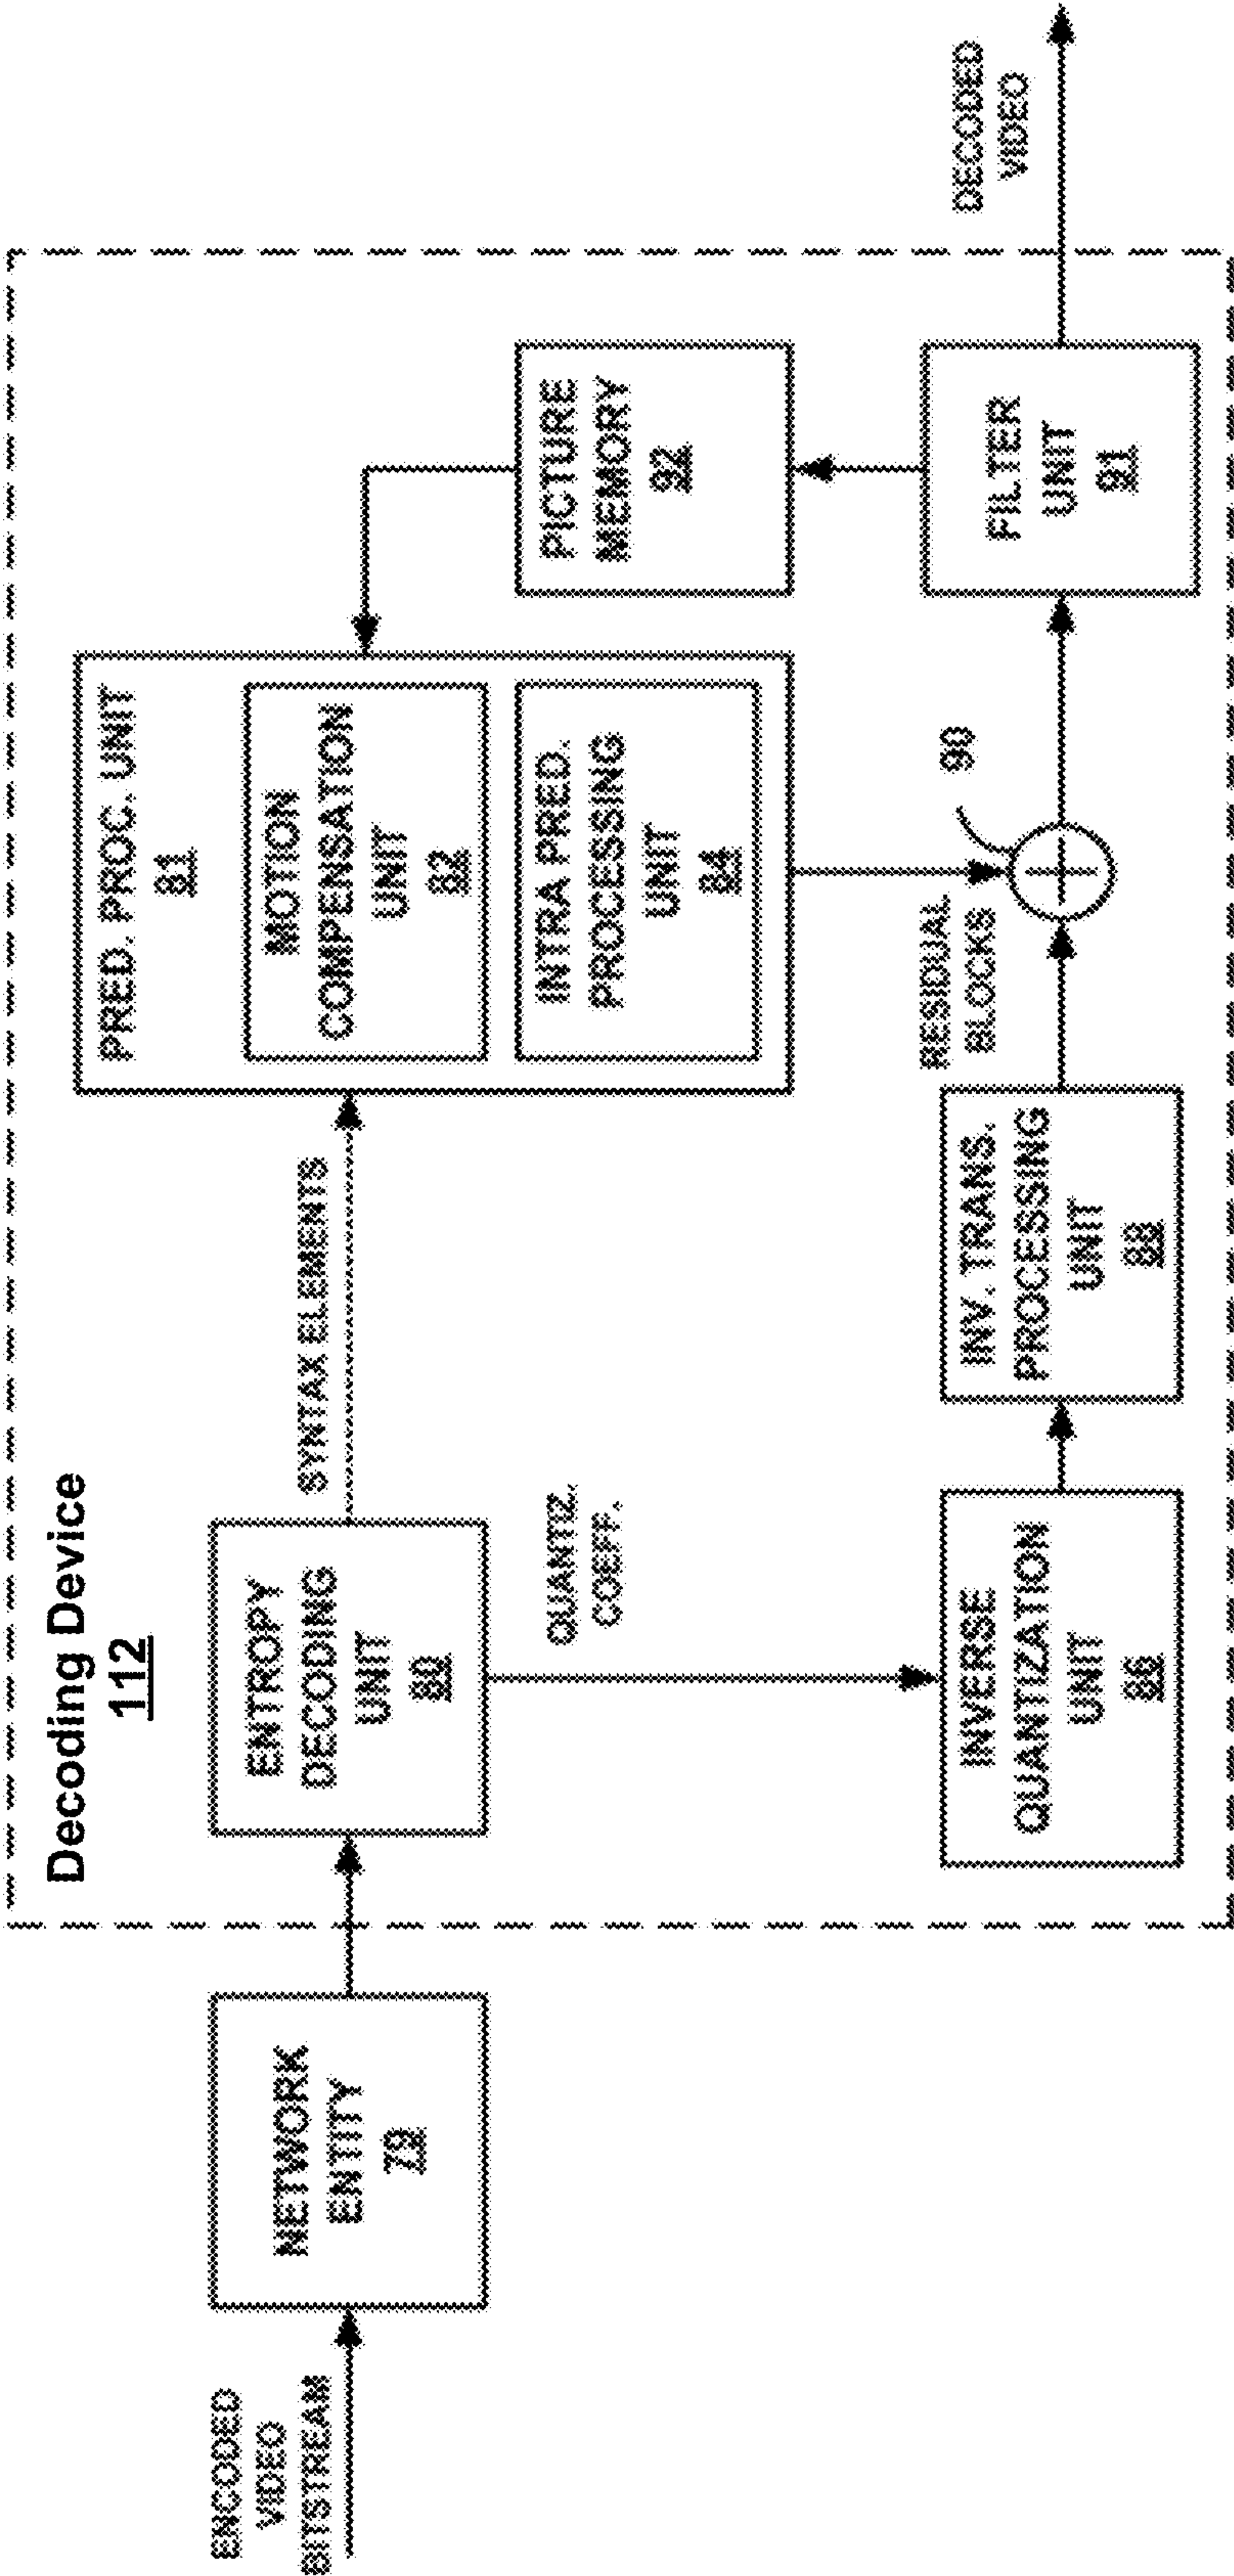 Decoding Device
112
ENCODED
VIDEO
BITSTREAM
NETWORK
ENTITY
79
ENTROPY
DECODING
UNIT
80
SYNTAX ELEMENTS
PRED. PROC. UNIT
81
MOTION
COMPENSATION
UNIT
82
INTRA PRED.
PROCESSING
UNIT
84
PICTURE
MEMORY
92
QUANTIZ.
COEFF.
INVERSE
QUANTIZATION
UNIT
86
INV. TRANS.
PROCESSING
UNIT
88
RESIDUAL
BLOCKS
90
FILTER
UNIT
91
DECODED
VIDEO